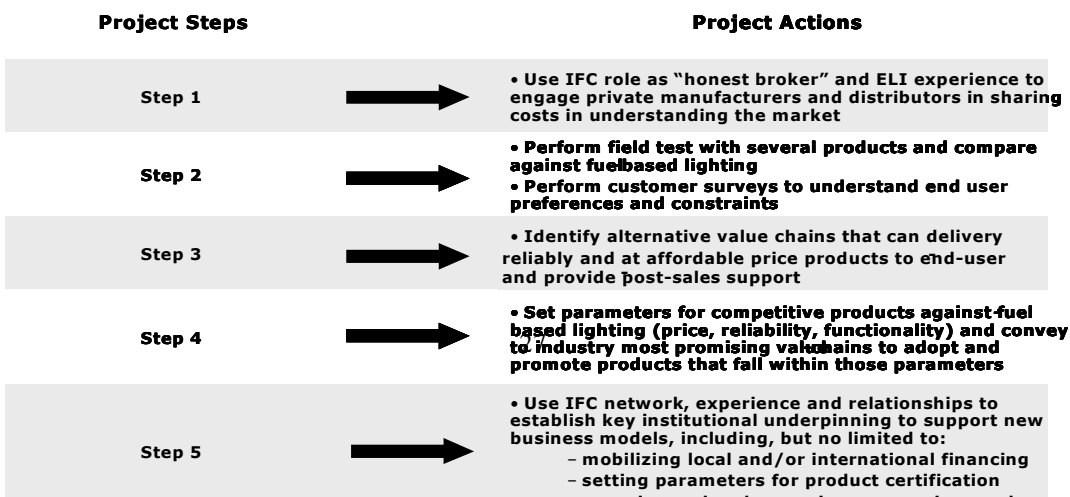 Project Steps Project Actions
Step 1
• Use IFC role as “honest broker” and ELI experience to
engage private manufacturers and distributors in sharing
costs in understanding the market
Step 2
• Perform field test with several products and compare
against fuel-based lighting
• Perform customer surveys to understand end user
preferences and constraints
Step 3
• Identify alternative value chains that can delivery
reliably and at affordable price products to end-user
and provide post-sales support
Step 4
• Set parameters for competitive products against fuel-
based lighting (price, reliability, functionality) and convey
to industry most promising value-chains to adopt and
promote products that fall within those parameters
27
Step 5
• Use IFC network, experience and relationships to
establish key institutional underpinning to support new
business models, including, but no limited to:
– mobilizing local and/or international financing
– setting parameters for product certification